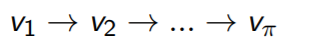 v₁ → v₂ → ... → v_π